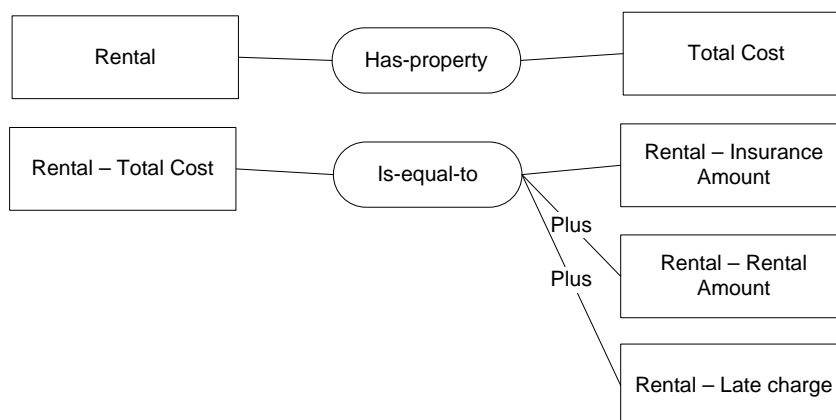 Rental
Has-property
Total Cost
Rental – Total Cost
Is-equal-to
Rental – Insurance
Amount
Plus
Rental – Rental
Amount
Plus
Rental – Late charge